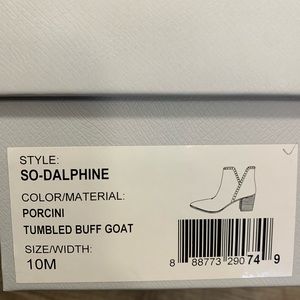 STYLE:
SO-DALPHINE
COLOR/MATERIAL:
PORCINI
TUMBLED BUFF GOAT
SIZE/WIDTH:
10M
8 88773 29074 9